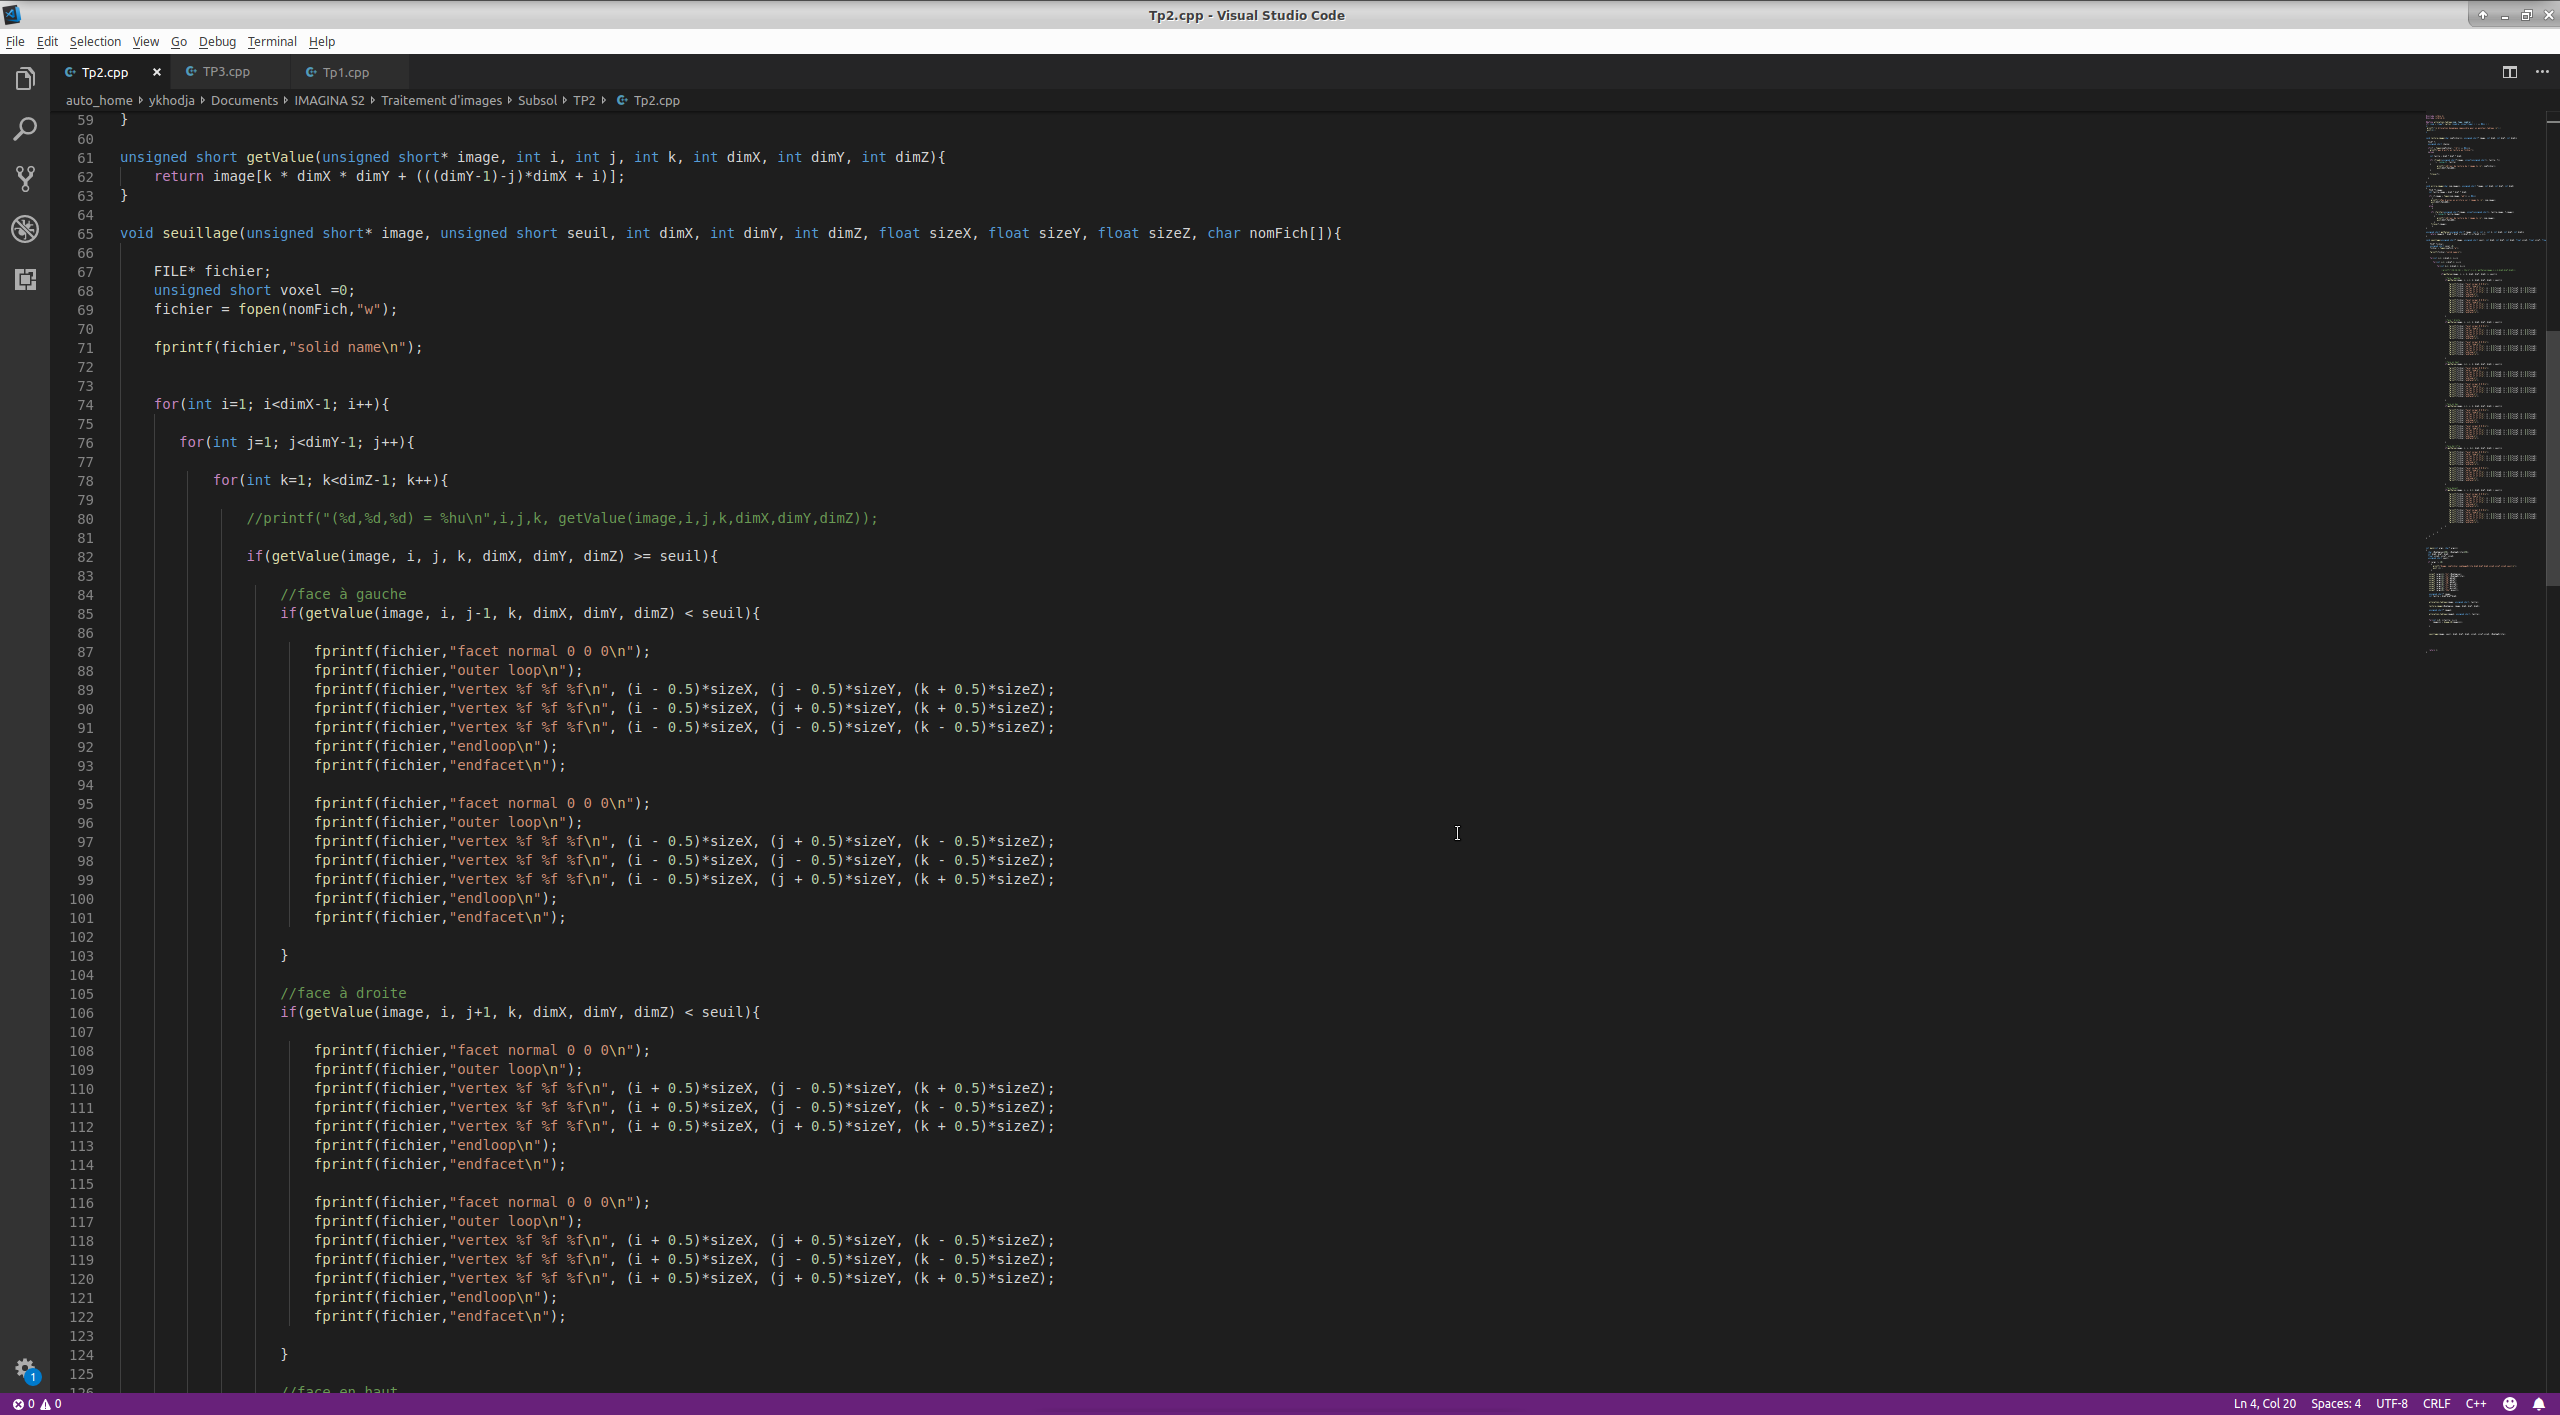 Tp2.cpp - Visual Studio Code
File Edit Selection View Go Debug Terminal Help
Tp2.cpp TP3.cpp Tp1.cpp
auto_home ykhodja Documents IMAGINA S2 Traitement d'images Subsol TP2 Tp2.cpp
59 }
60
61 unsigned short getValue(unsigned short* image, int i, int j, int k, int dimX, int dimY, int dimZ){
62 return image[k * dimX * dimY + (((dimY-1)-j)*dimX + i)];
63 }
64
65 void seuillage(unsigned short* image, unsigned short seuil, int dimX, int dimY, int dimZ, float sizeX, float sizeY, float sizeZ, char nomFich[]){
66
67 FILE* fichier;
68 unsigned short voxel =0;
69 fichier = fopen(nomFich,"w");
70
71 fprintf(fichier,"solid name\n");
72
73
74 for(int i=1; i<dimX-1; i++){
75
76 for(int j=1; j<dimY-1; j++){
77
78 for(int k=1; k<dimZ-1; k++){
79
80 //printf("(%d,%d,%d) = %hu\n",i,j,k, getValue(image,i,j,k,dimX,dimY,dimZ));
81
82 if(getValue(image, i, j, k, dimX, dimY, dimZ) >= seuil){
83
84 //face à gauche
85 if(getValue(image, i, j-1, k, dimX, dimY, dimZ) < seuil){
86
87 fprintf(fichier,"facet normal 0 0 0\n");
88 fprintf(fichier,"outer loop\n");
89 fprintf(fichier,"vertex %f %f %f\n", (i - 0.5)*sizeX, (j - 0.5)*sizeY, (k + 0.5)*sizeZ);
90 fprintf(fichier,"vertex %f %f %f\n", (i - 0.5)*sizeX, (j + 0.5)*sizeY, (k + 0.5)*sizeZ);
91 fprintf(fichier,"vertex %f %f %f\n", (i - 0.5)*sizeX, (j - 0.5)*sizeY, (k - 0.5)*sizeZ);
92 fprintf(fichier,"endloop\n");
93 fprintf(fichier,"endfacet\n");
94
95 fprintf(fichier,"facet normal 0 0 0\n");
96 fprintf(fichier,"outer loop\n");
97 fprintf(fichier,"vertex %f %f %f\n", (i - 0.5)*sizeX, (j + 0.5)*sizeY, (k - 0.5)*sizeZ);
98 fprintf(fichier,"vertex %f %f %f\n", (i - 0.5)*sizeX, (j - 0.5)*sizeY, (k - 0.5)*sizeZ);
99 fprintf(fichier,"vertex %f %f %f\n", (i - 0.5)*sizeX, (j + 0.5)*sizeY, (k + 0.5)*sizeZ);
100 fprintf(fichier,"endloop\n");
101 fprintf(fichier,"endfacet\n");
102
103 }
104
105 //face à droite
106 if(getValue(image, i, j+1, k, dimX, dimY, dimZ) < seuil){
107
108 fprintf(fichier,"facet normal 0 0 0\n");
109 fprintf(fichier,"outer loop\n");
110 fprintf(fichier,"vertex %f %f %f\n", (i + 0.5)*sizeX, (j - 0.5)*sizeY, (k + 0.5)*sizeZ);
111 fprintf(fichier,"vertex %f %f %f\n", (i + 0.5)*sizeX, (j - 0.5)*sizeY, (k - 0.5)*sizeZ);
112 fprintf(fichier,"vertex %f %f %f\n", (i + 0.5)*sizeX, (j + 0.5)*sizeY, (k + 0.5)*sizeZ);
113 fprintf(fichier,"endloop\n");
114 fprintf(fichier,"endfacet\n");
115
116 fprintf(fichier,"facet normal 0 0 0\n");
117 fprintf(fichier,"outer loop\n");
118 fprintf(fichier,"vertex %f %f %f\n", (i + 0.5)*sizeX, (j + 0.5)*sizeY, (k - 0.5)*sizeZ);
119 fprintf(fichier,"vertex %f %f %f\n", (i + 0.5)*sizeX, (j - 0.5)*sizeY, (k - 0.5)*sizeZ);
120 fprintf(fichier,"vertex %f %f %f\n", (i + 0.5)*sizeX, (j + 0.5)*sizeY, (k + 0.5)*sizeZ);
121 fprintf(fichier,"endloop\n");
122 fprintf(fichier,"endfacet\n");
123
124 }
125
126 //face en haut
1
0 0 Ln 4, Col 20 Spaces: 4 UTF-8 CRLF C++